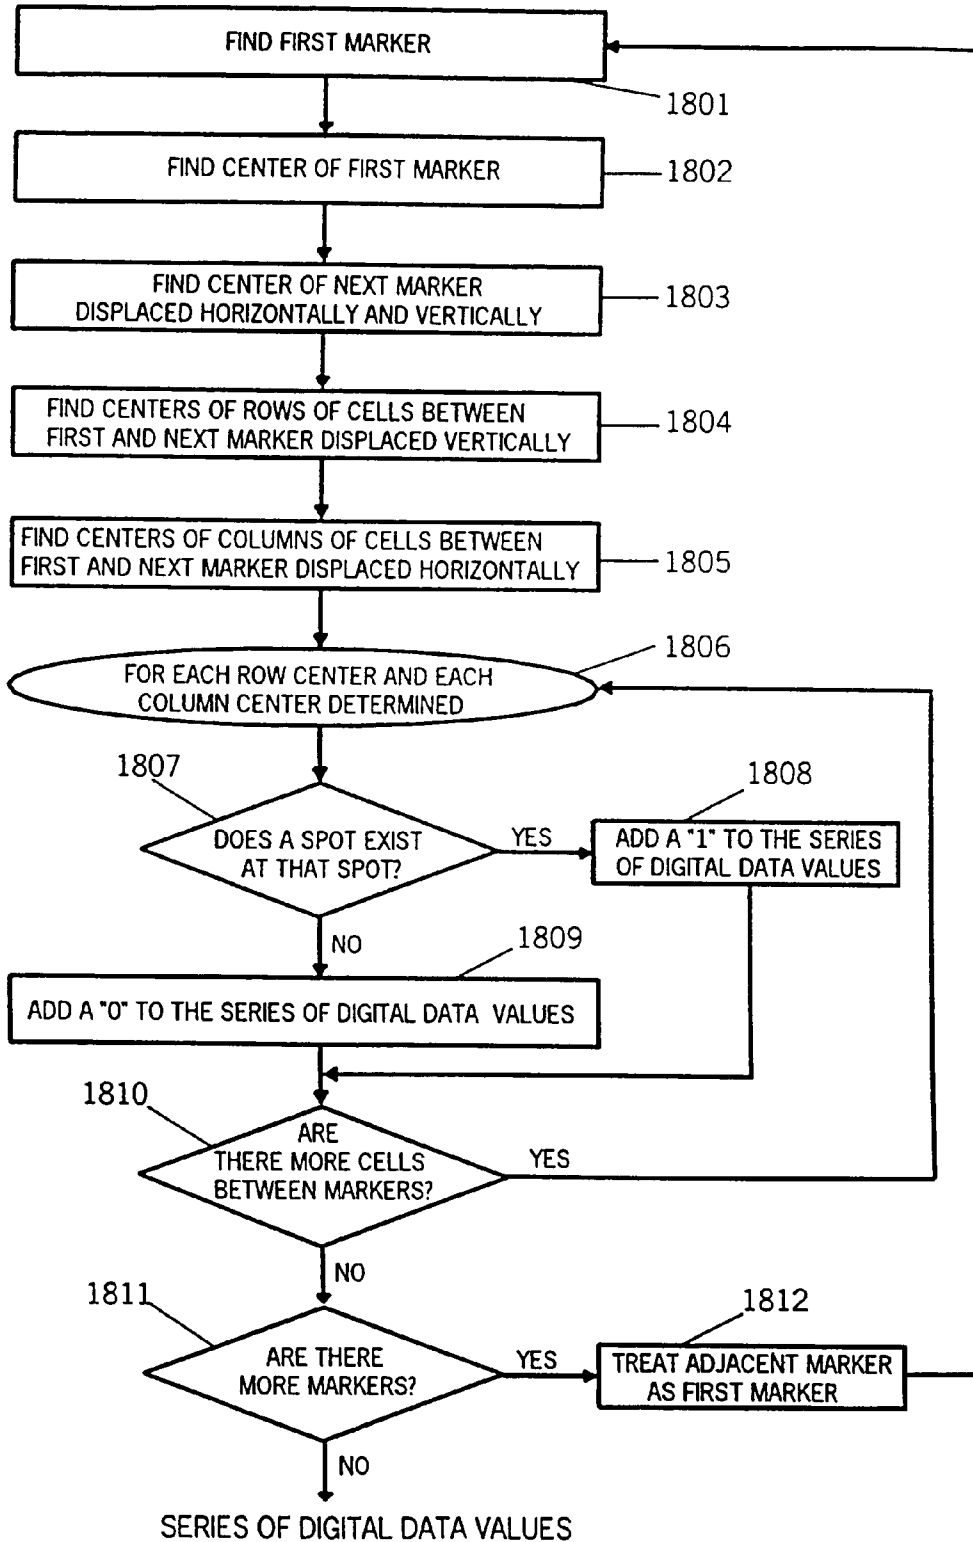 FIND FIRST MARKER
1801
FIND CENTER OF FIRST MARKER
1802
FIND CENTER OF NEXT MARKER
DISPLACED HORIZONTALLY AND VERTICALLY
1803
FIND CENTERS OF ROWS OF CELLS BETWEEN
FIRST AND NEXT MARKER DISPLACED VERTICALLY
1804
FIND CENTERS OF COLUMNS OF CELLS BETWEEN
FIRST AND NEXT MARKER DISPLACED HORIZONTALLY
1805
1806
FOR EACH ROW CENTER AND EACH
COLUMN CENTER DETERMINED
1807
DOES A SPOT EXIST
AT THAT SPOT?
YES
1808
ADD A "1" TO THE SERIES
OF DIGITAL DATA VALUES
NO
1809
ADD A "0" TO THE SERIES OF DIGITAL DATA VALUES
1810
ARE
THERE MORE CELLS
BETWEEN MARKERS?
YES
NO
1811
ARE THERE
MORE MARKERS?
YES
1812
TREAT ADJACENT MARKER
AS FIRST MARKER
NO
SERIES OF DIGITAL DATA VALUES